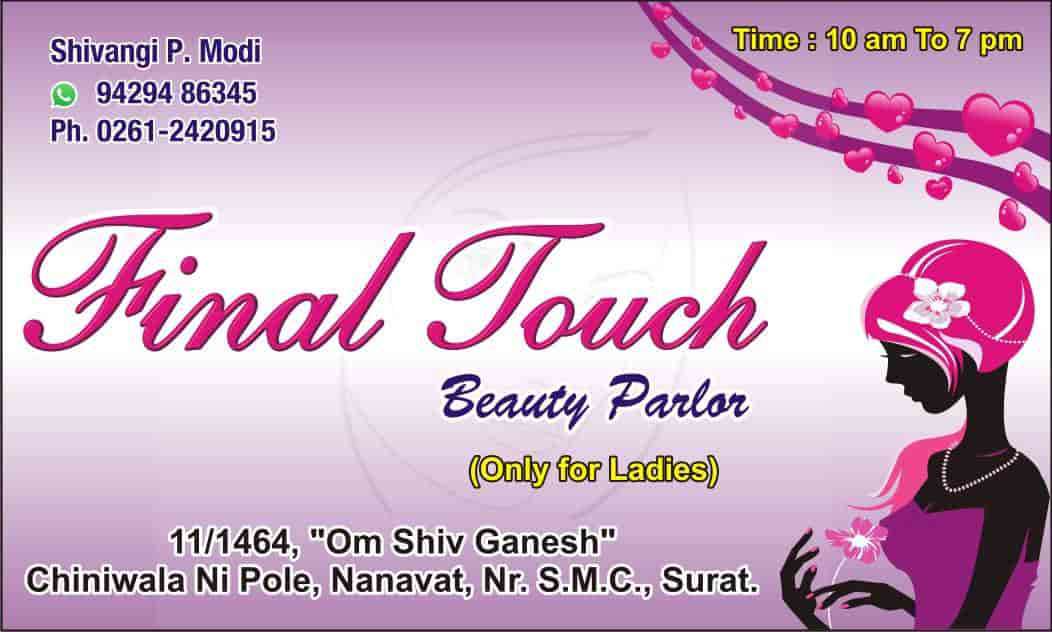 Shivangi P. Modi
94294 86345
Ph. 0261-2420915
Time : 10 am To 7 pm
Final Touch
Beauty Parlor
(Only for Ladies)
11/1464, "Om Shiv Ganesh"
Chiniwala Ni Pole, Nanavat, Nr. S.M.C., Surat.